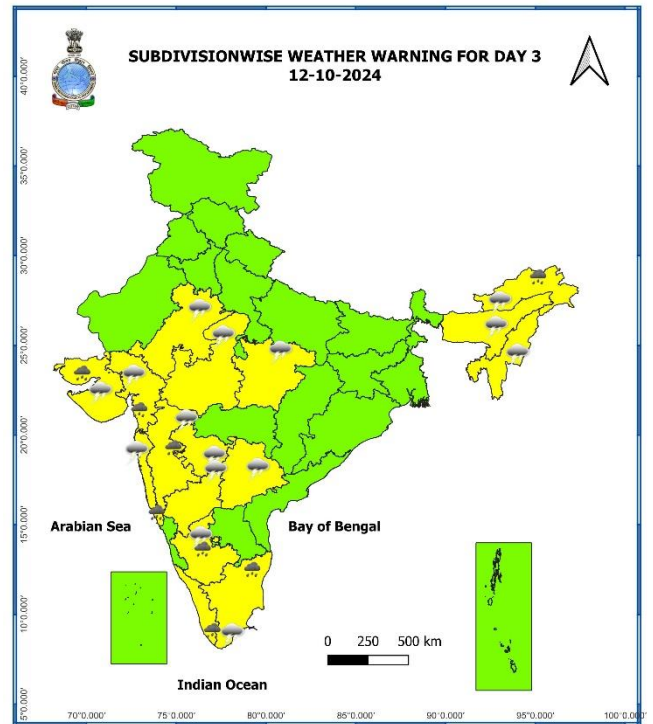 SUBDIVISIONWISE WEATHER WARNING FOR DAY 3
12-10-2024
40°0.000'
35°0.000'
30°0.000'
25°0.000'
20°0.000'
15°0.000'
10°0.000'
5°0.000'
Arabian Sea
Bay of Bengal
0 250 500 km
Indian Ocean
70°0.000' 75°0.000' 80°0.000' 85°0.000' 90°0.000' 95°0.000' 100°0.000'